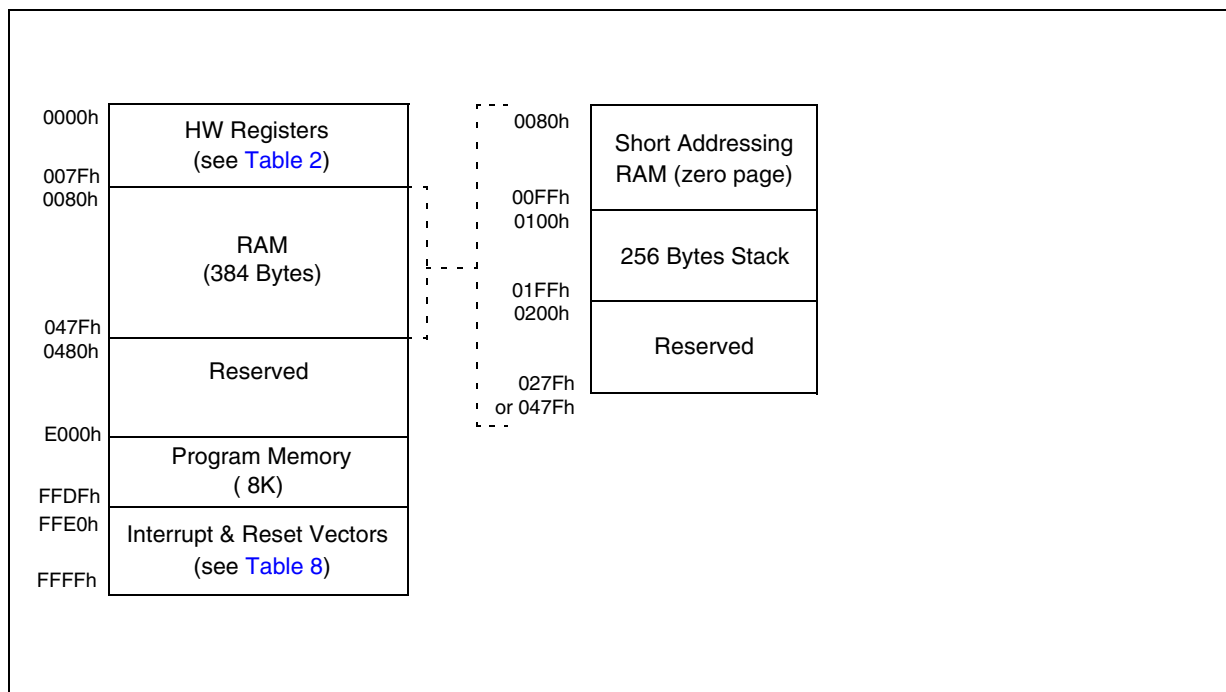 0000h
HW Registers
(see Table 2)
007Fh
0080h
RAM
(384 Bytes)
047Fh
0480h
Reserved
E000h
Program Memory
( 8K)
FFDFh
FFE0h
Interrupt & Reset Vectors
(see Table 8)
FFFFh
0080h
Short Addressing
RAM (zero page)
00FFh
0100h
256 Bytes Stack
01FFh
0200h
Reserved
027Fh
or 047Fh